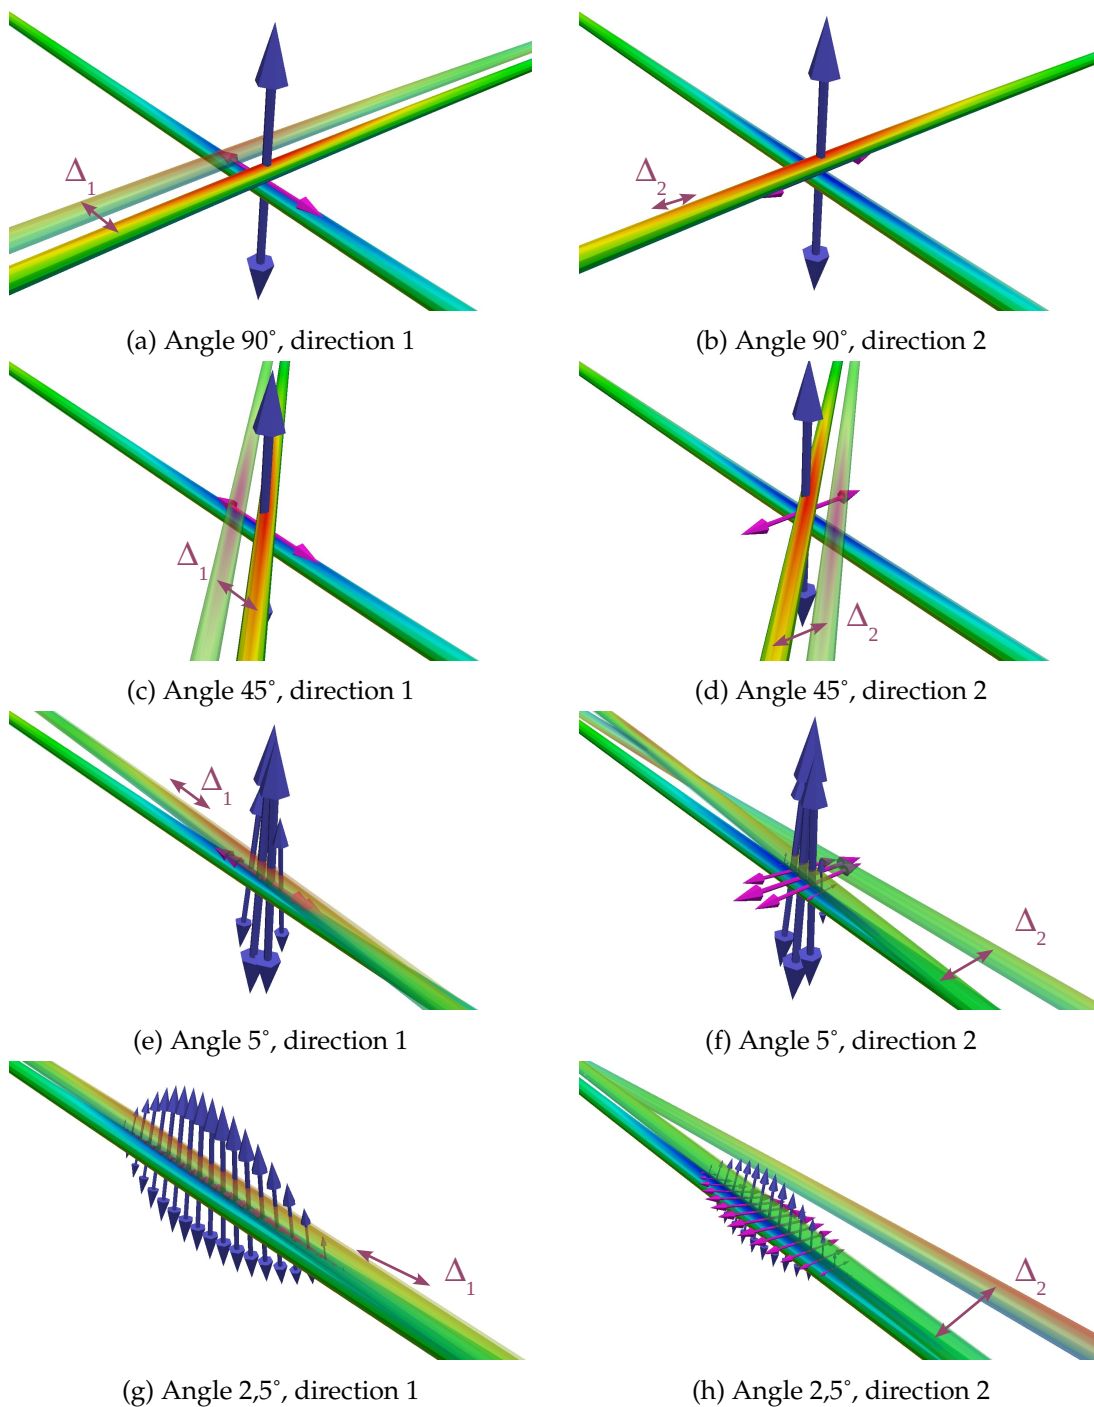 Δ1
Δ2
(a) Angle 90°, direction 1
(b) Angle 90°, direction 2
Δ1
Δ2
(c) Angle 45°, direction 1
(d) Angle 45°, direction 2
Δ1
Δ2
(e) Angle 5°, direction 1
(f) Angle 5°, direction 2
Δ1
Δ2
(g) Angle 2,5°, direction 1
(h) Angle 2,5°, direction 2